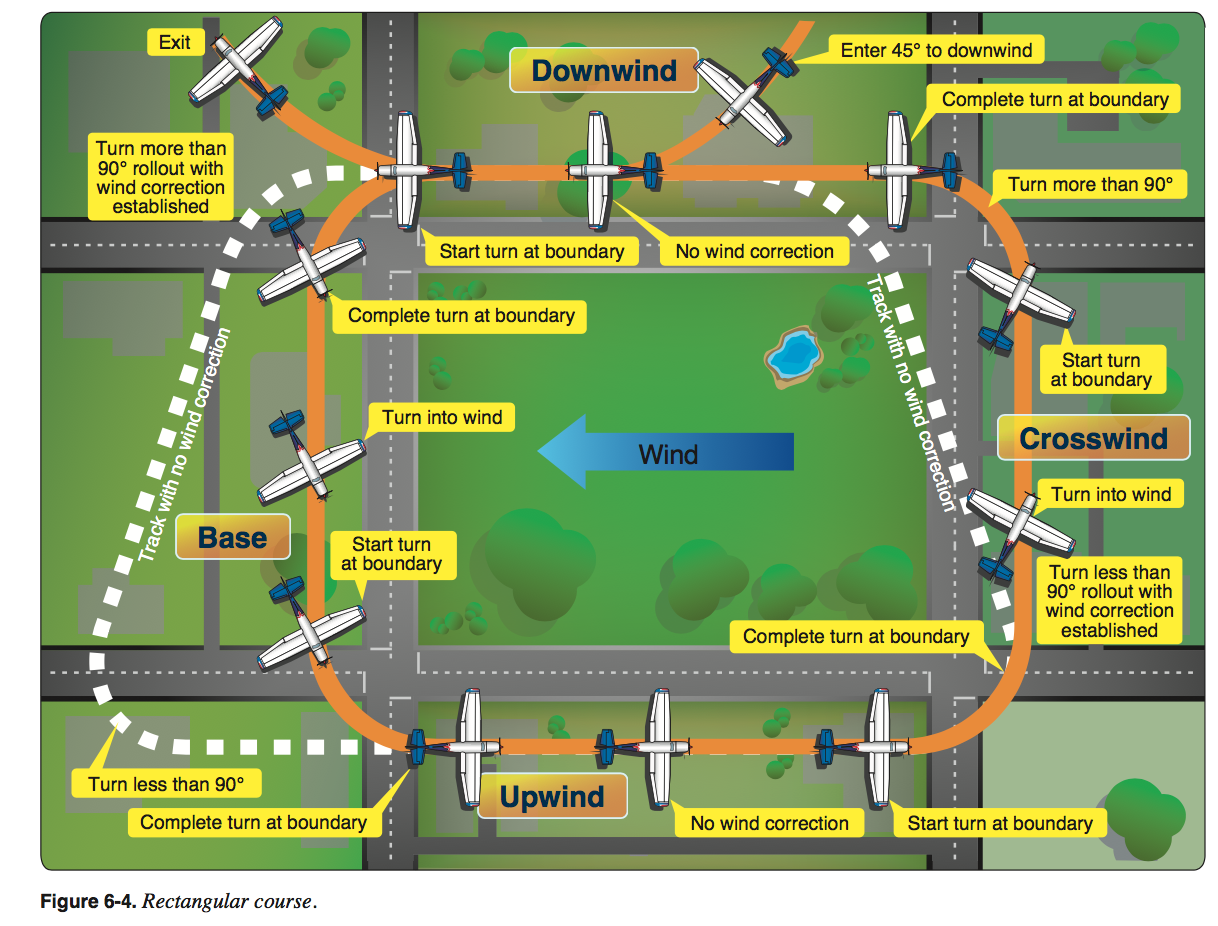 Exit
Downwind
Enter 45° to downwind
Complete turn at boundary
Turn more than
90° rollout with
wind correction
established
Turn more than 90°
Start turn at boundary
No wind correction
Complete turn at boundary
Track with no wind correction
Track with no wind correction
Start turn
at boundary
Turn into wind
Wind
Crosswind
Turn into wind
Base
Start turn
at boundary
Turn less than
90° rollout with
wind correction
established
Complete turn at boundary
Turn less than 90°
Upwind
Complete turn at boundary
No wind correction
Start turn at boundary
Figure 6-4. Rectangular course.